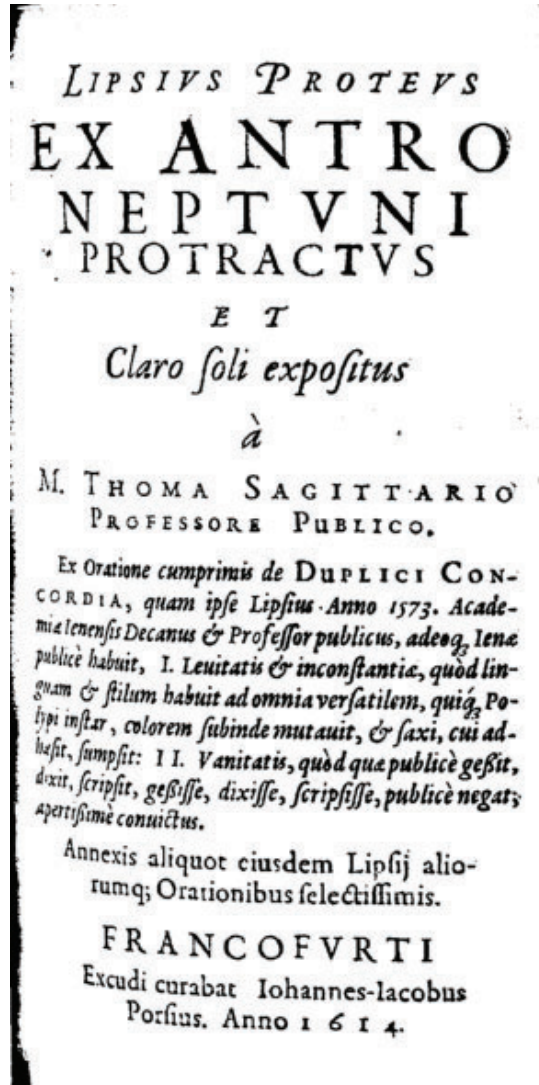 LIPSIVS PROTEVS
EX ANTRO
NEPTVNI
PROTRACTVS
ET
Claro ſoli expoſitus
à
M. THOMA SAGITTARIO
PROFESSORE PUBLICO.
Ex Oratione cumprimis de DUPLICI CON-
CORDIA, quam ipſe Lipſius Anno 1573. Acade-
miæ Ienenſis Decanus & Profeſſor publicus, adeoq; Ienæ
publicè habuit, I. Leuitatis & inconſtantiæ, quòd lin-
guam & ſtilum habuit ad omnia verſatilem, quiq́; Po-
lypi inſtar, colorem ſubinde mutauit, & ſaxi, cui ad-
hæſit, ſumpſit: II. Vanitatis, quòd quæ publicè geßit,
dixit, ſcripſit, geßiſſe, dixiſſe, ſcripſiſſe, publicè negat;
apertißimè conuictus.
Annexis aliquot eiusdem Lipſij alio-
rumq; Orationibus ſelectiſſimis.
FRANCOFVRTI
Excudi curabat Iohannes-Iacobus
Porſius. Anno 1614.